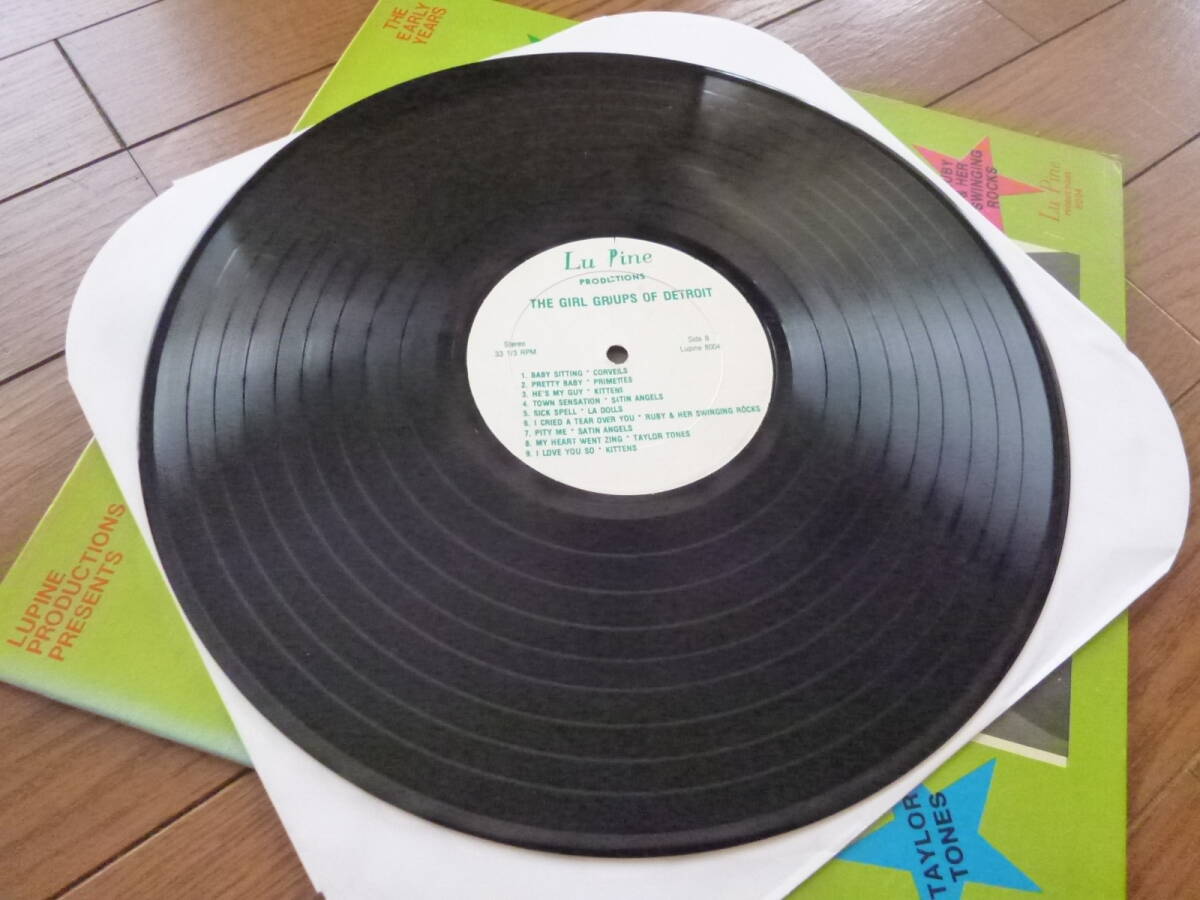 THE
EARLY
YEARS
& HER
SWINGING
ROCKS
Lu Pine
PRODUCTIONS
8004
Lu Pine
PRODUCTIONS
THE GIRL GROUPS OF DETROIT
Stereo
33 1/3 RPM
Side B
Lupine 8004
1. BABY SITTING * CORVELLS
2. PRETTY BABY * PRIMETTES
3. HE'S MY GUY * KITTENS
4. TOWN SENSATION * SATIN ANGELS
5. SICK SPELL * LA DOLLS
6. I CRIED A TEAR OVER YOU * RUBY & HER SWINGING ROCKS
7. PITY ME * SATIN ANGELS
8. MY HEART WENT ZING * TAYLOR TONES
9. I LOVE YOU SO * KITTENS
LUPINE
PRODUCTIONS
PRESENTS
TAYLOR
TONES